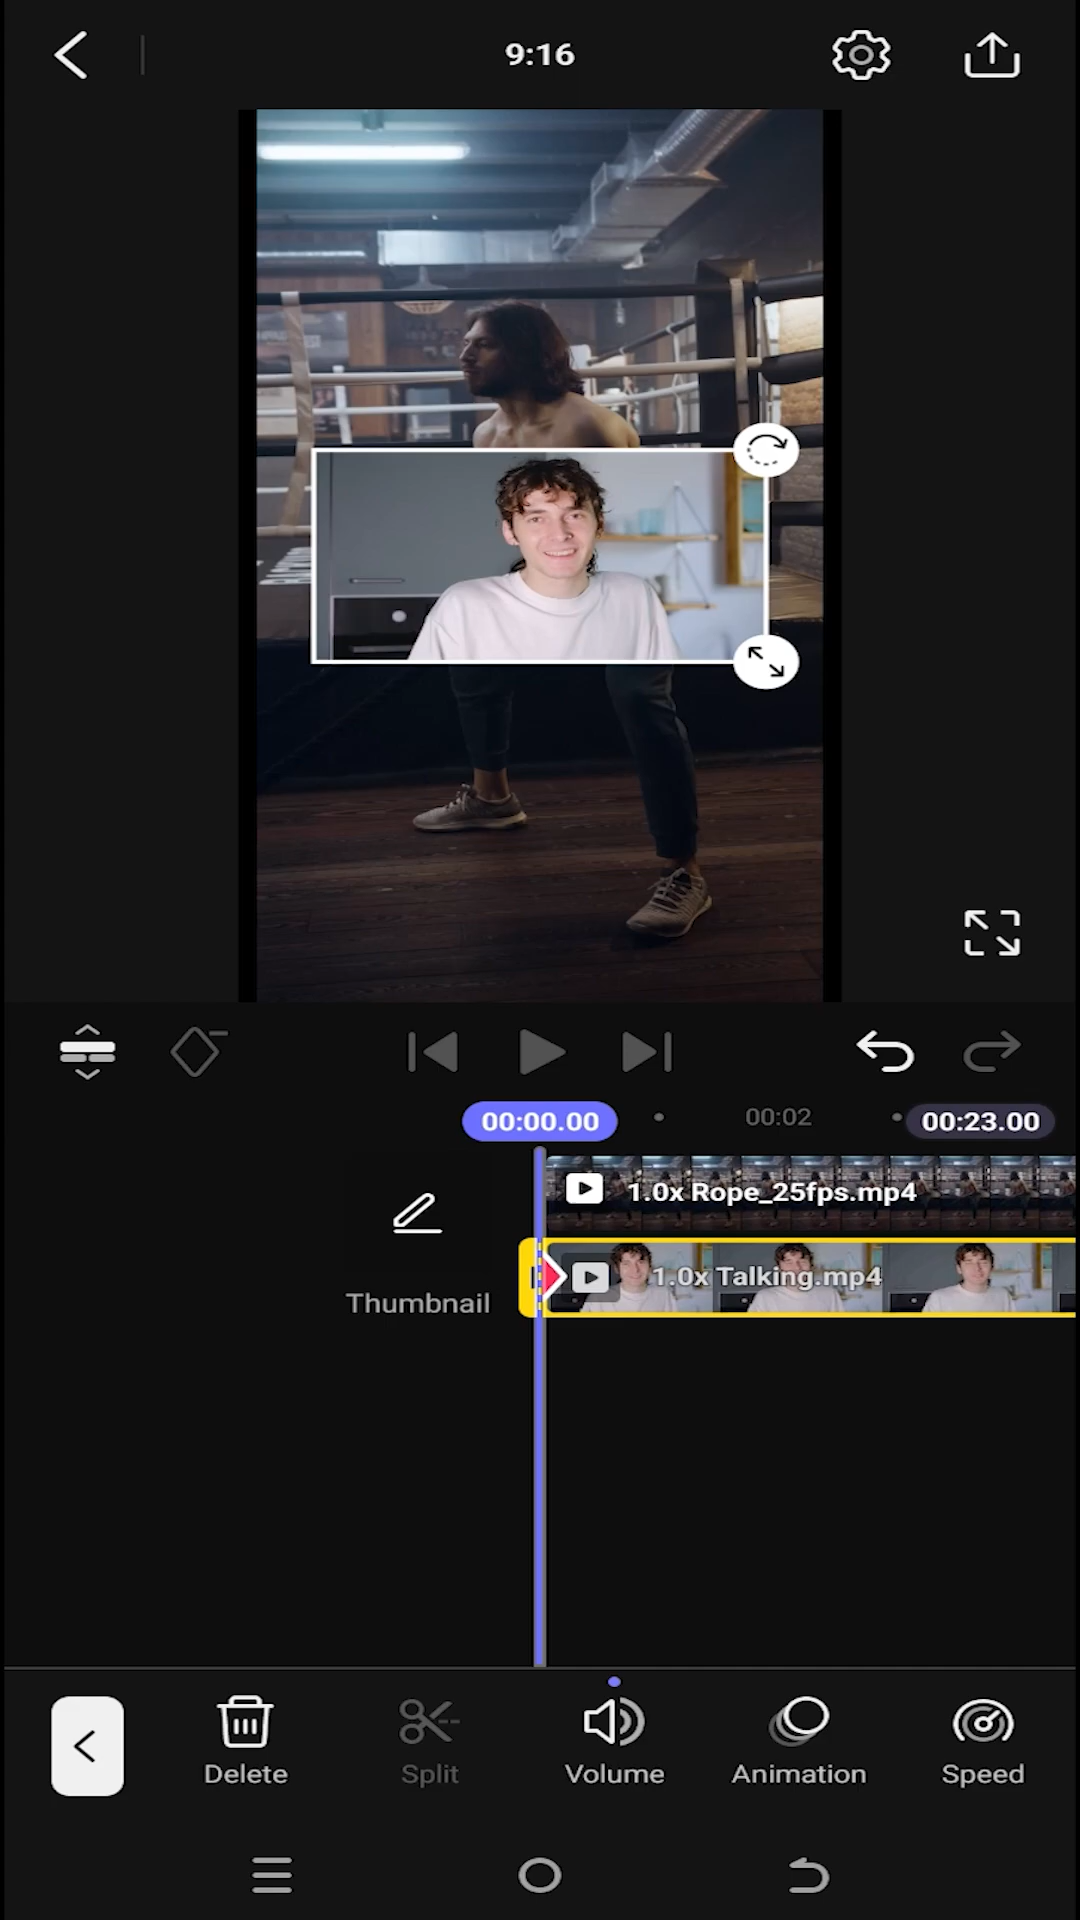 9:16
00:00.00
00:02
00:23.00
1.0x Rope_25fps.mp4
1.0x Talking.mp4
Thumbnail
Delete
Split
Volume
Animation
Speed